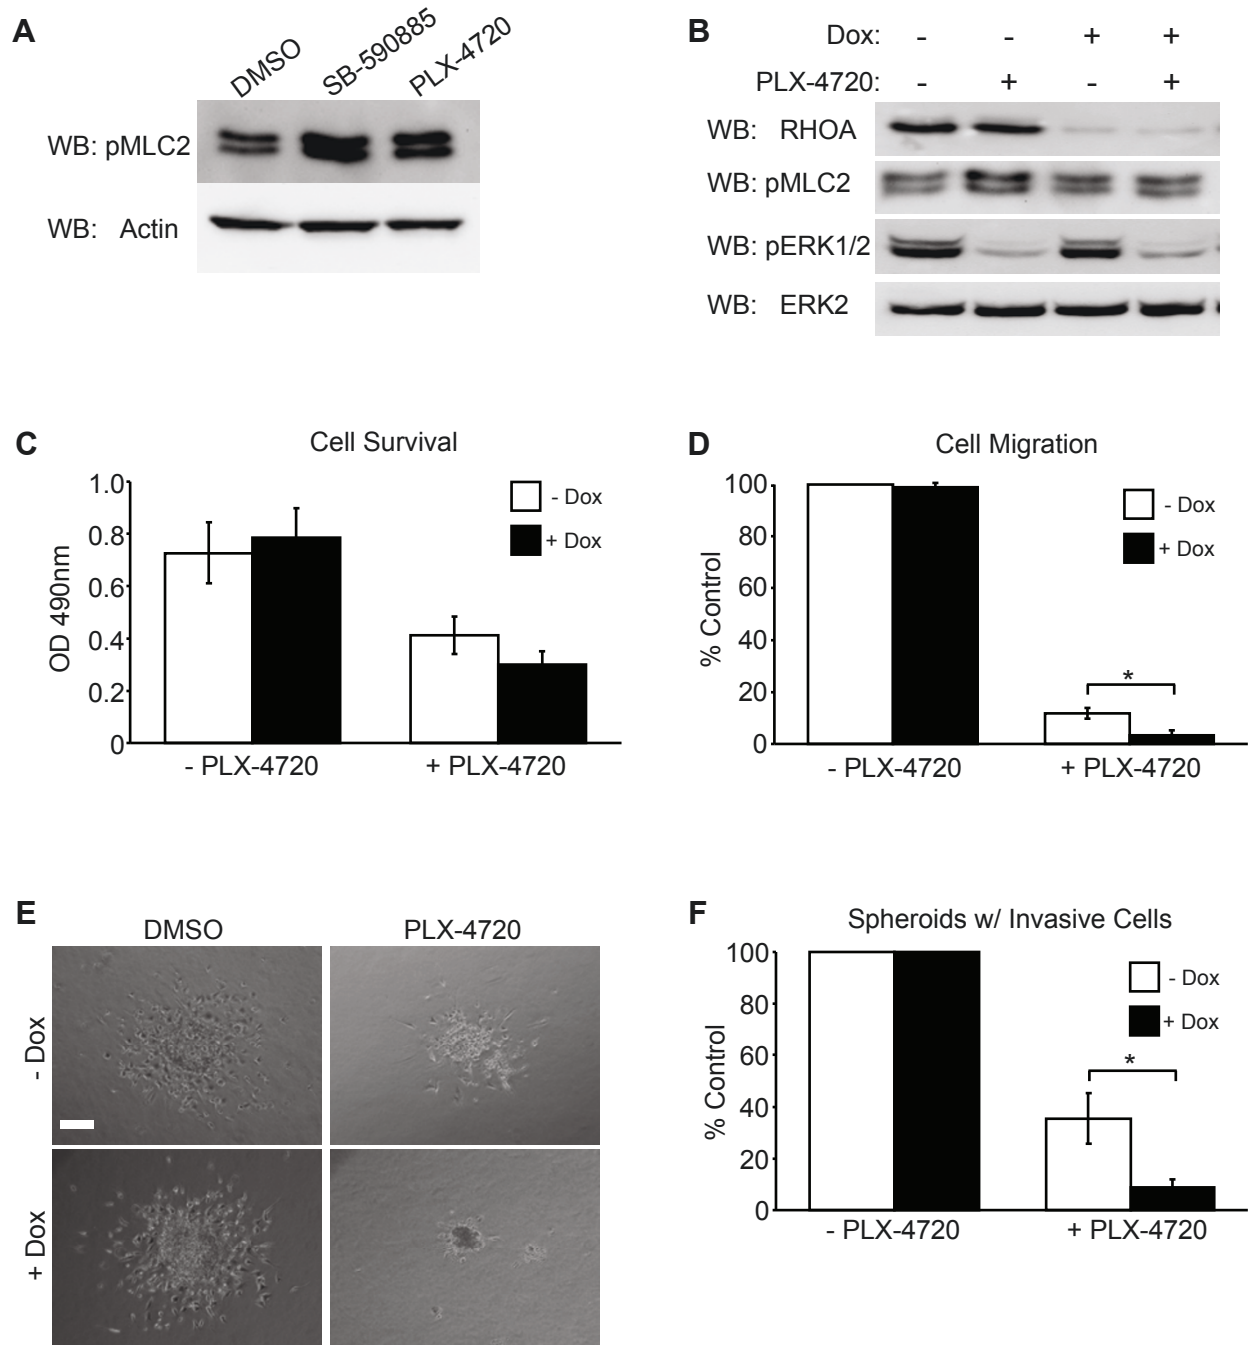 A
DMSO
SB-590885
PLX-4720
WB: pMLC2
WB: Actin
B
Dox: - - + +
PLX-4720: - + - +
WB: RHOA
WB: pMLC2
WB: pERK1/2
WB: ERK2
C
Cell Survival
1.0
0.8
0.6
0.4
0.2
0
OD 490nm
- Dox
+ Dox
- PLX-4720
+ PLX-4720
D
Cell Migration
100
80
60
40
20
0
% Control
- Dox
+ Dox
*
- PLX-4720
+ PLX-4720
E
DMSO
PLX-4720
- Dox
+ Dox
F
Spheroids w/ Invasive Cells
100
80
60
40
20
0
% Control
- Dox
+ Dox
*
- PLX-4720
+ PLX-4720